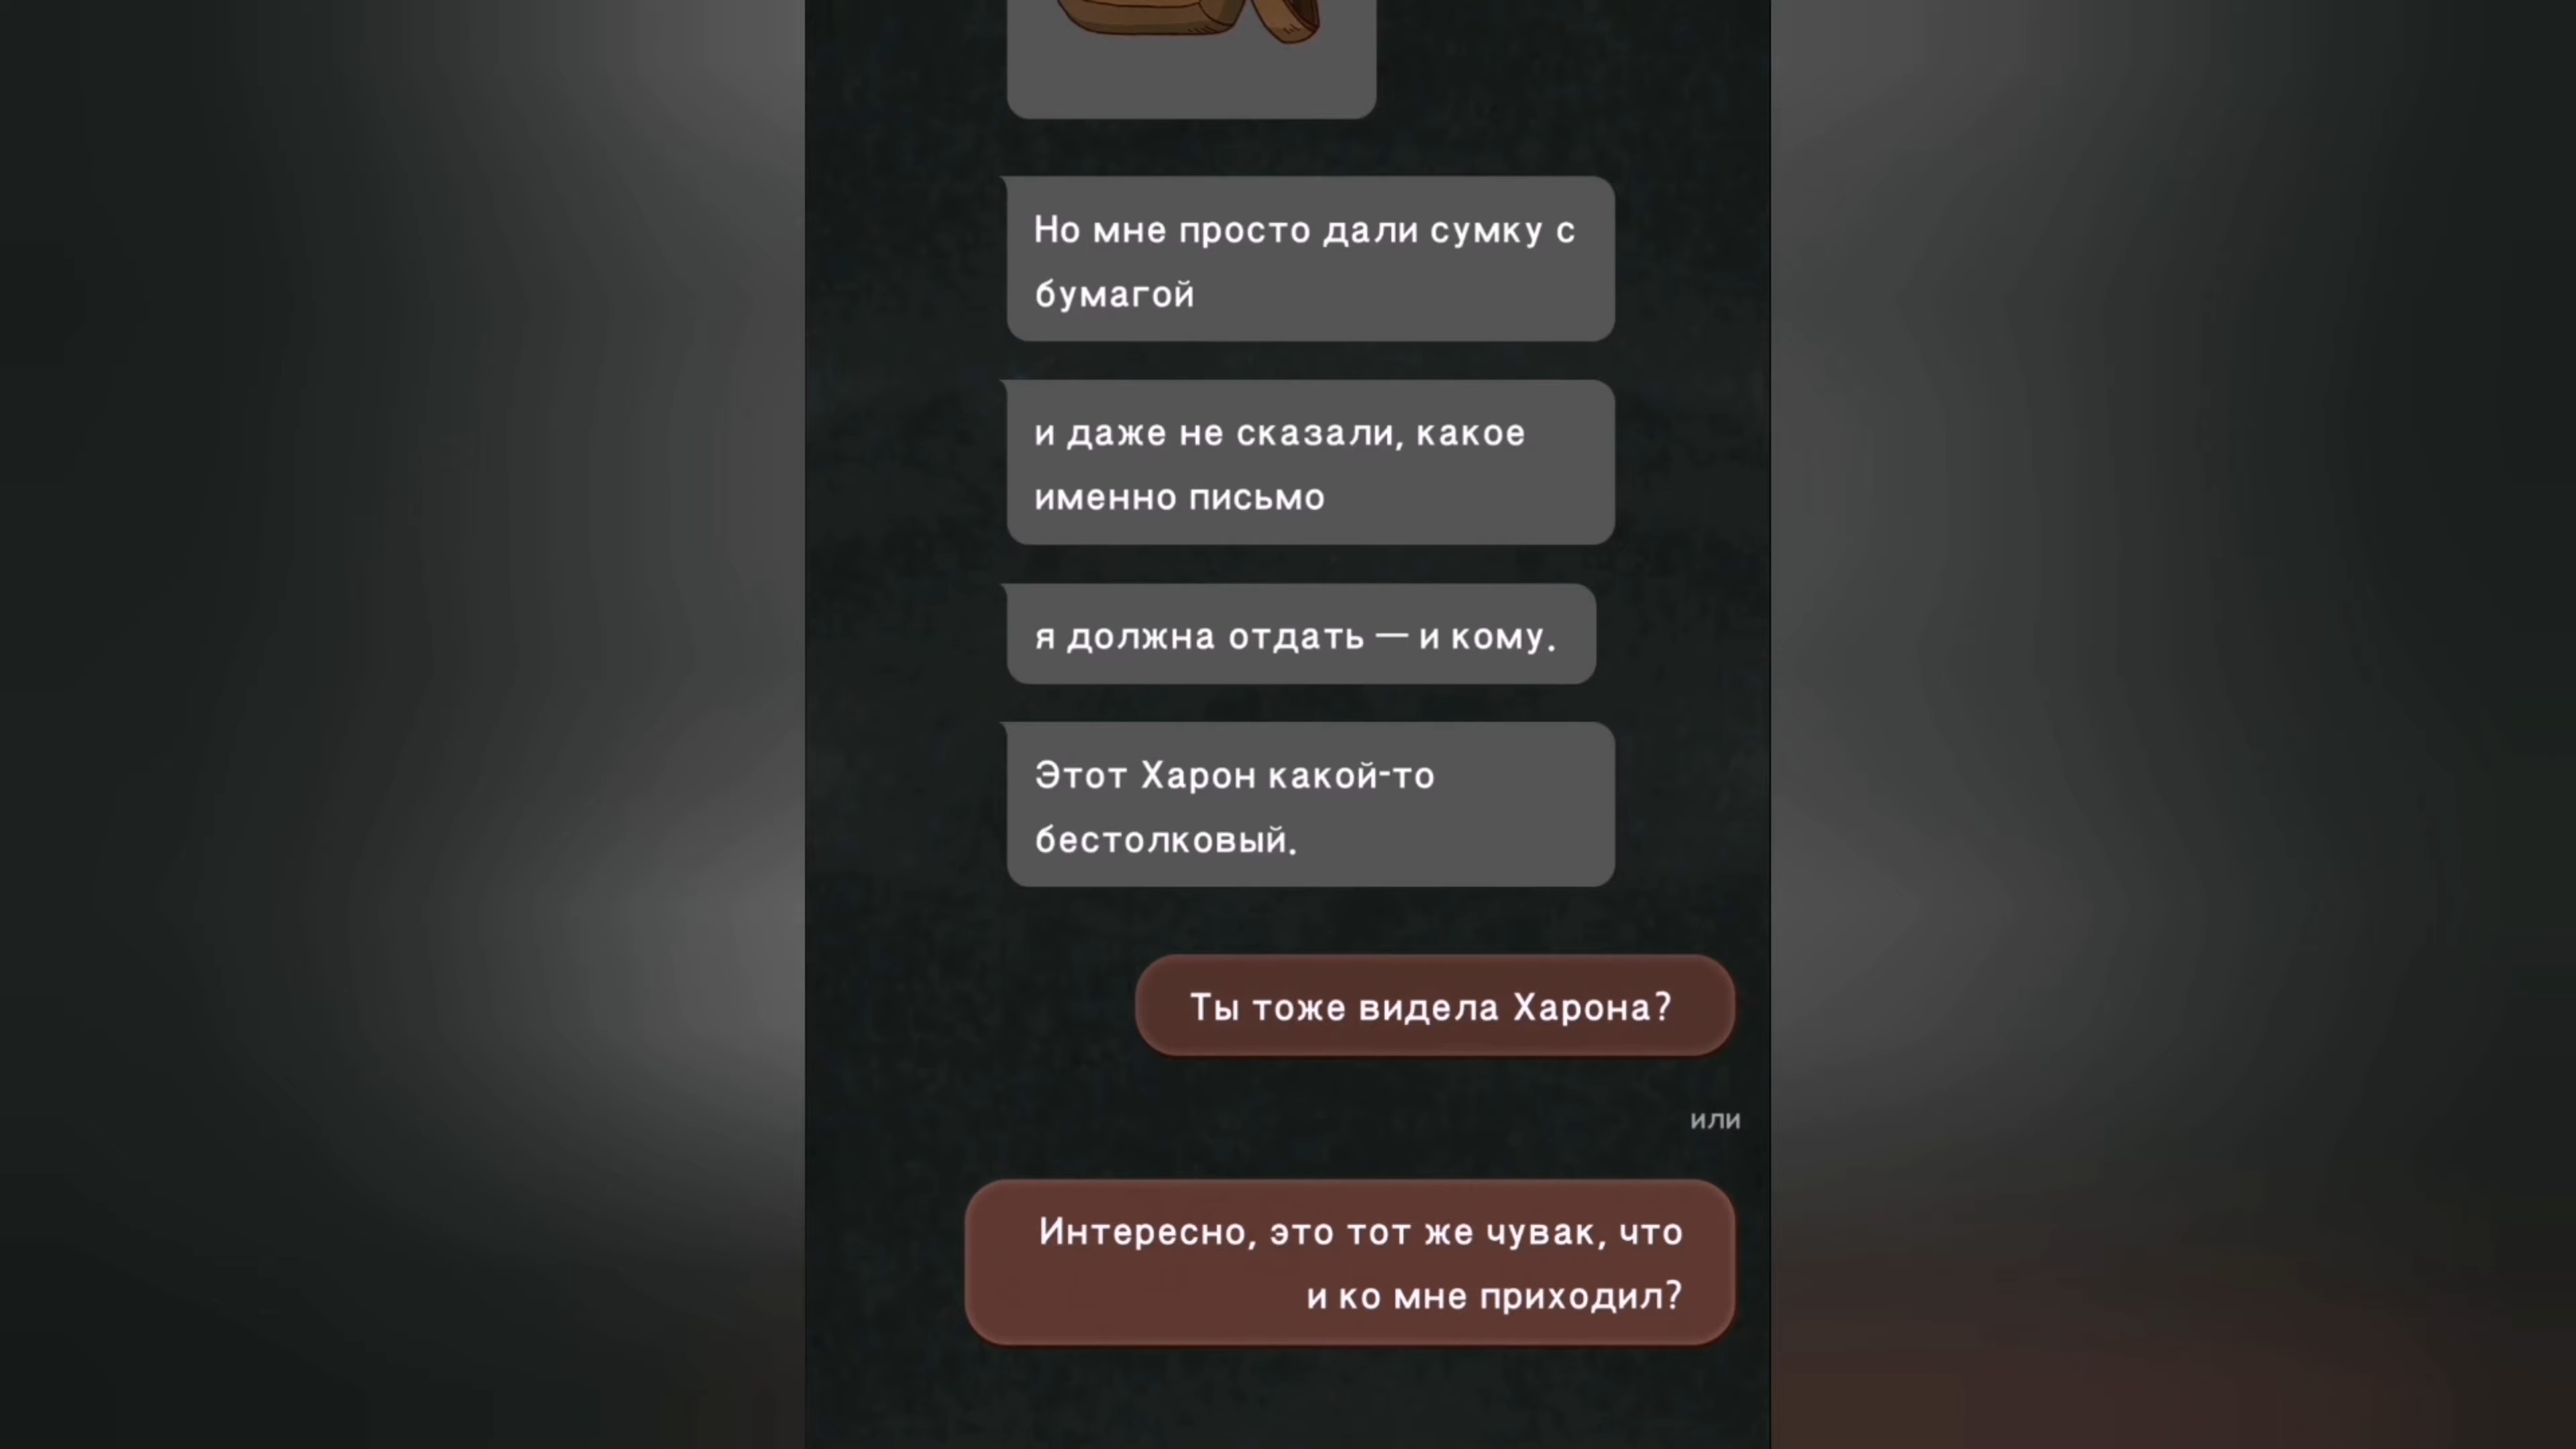 Но мне просто дали сумку с
бумагой
и даже не сказали, какое
именно письмо
я должна отдать — и кому.
Этот Харон какой-то
бестолковый.
Ты тоже видела Харона?
или
Интересно, это тот же чувак, что
и ко мне приходил?